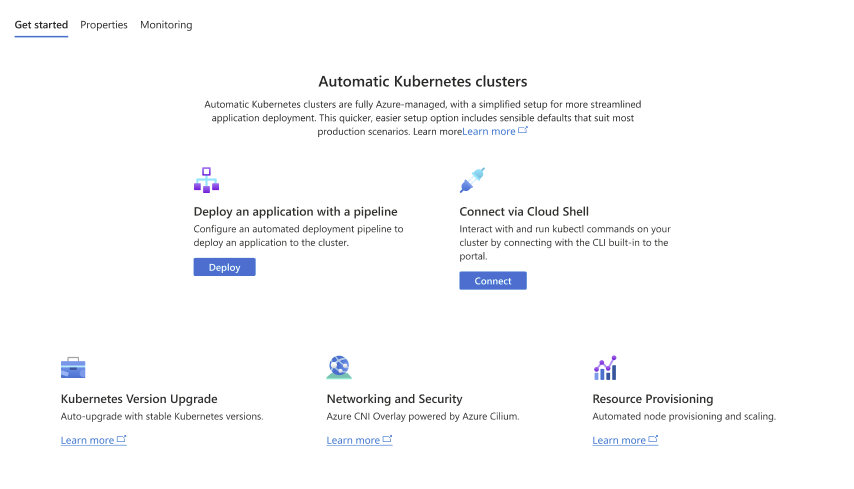 Get started Properties Monitoring
Automatic Kubernetes clusters
Automatic Kubernetes clusters are fully Azure-managed, with a simplified setup for more streamlined
application deployment. This quicker, easier setup option includes sensible defaults that suit most
production scenarios. Learn moreLearn more
Deploy an application with a pipeline
Configure an automated deployment pipeline to
deploy an application to the cluster.
Deploy
Connect via Cloud Shell
Interact with and run kubectl commands on your
cluster by connecting with the CLI built-in to the
portal.
Connect
Kubernetes Version Upgrade
Auto-upgrade with stable Kubernetes versions.
Learn more
Networking and Security
Azure CNI Overlay powered by Azure Cilium.
Learn more
Resource Provisioning
Automated node provisioning and scaling.
Learn more